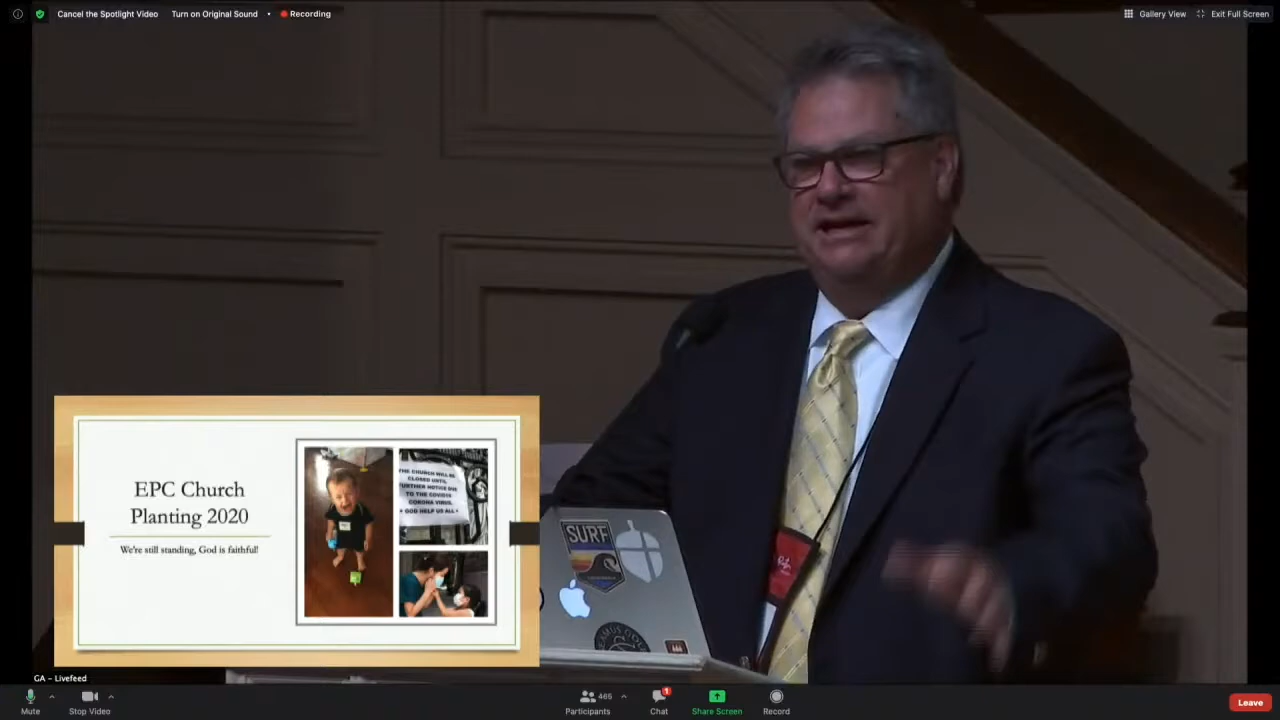 Cancel the Spotlight Video Turn on Original Sound • Recording
Gallery View Exit Full Screen
EPC Church
Planting 2020
We're still standing, God is faithful!
THE CHURCH WILL BE
CLOSED UNTIL
FURTHER NOTICE DUE
TO THE COVID19
CORONA VIRUS.
• GOD HELP US ALL •
SURF
GA – Livefeed
Mute
Stop Video
465
Participants
1
Chat
Share Screen
Record
Leave